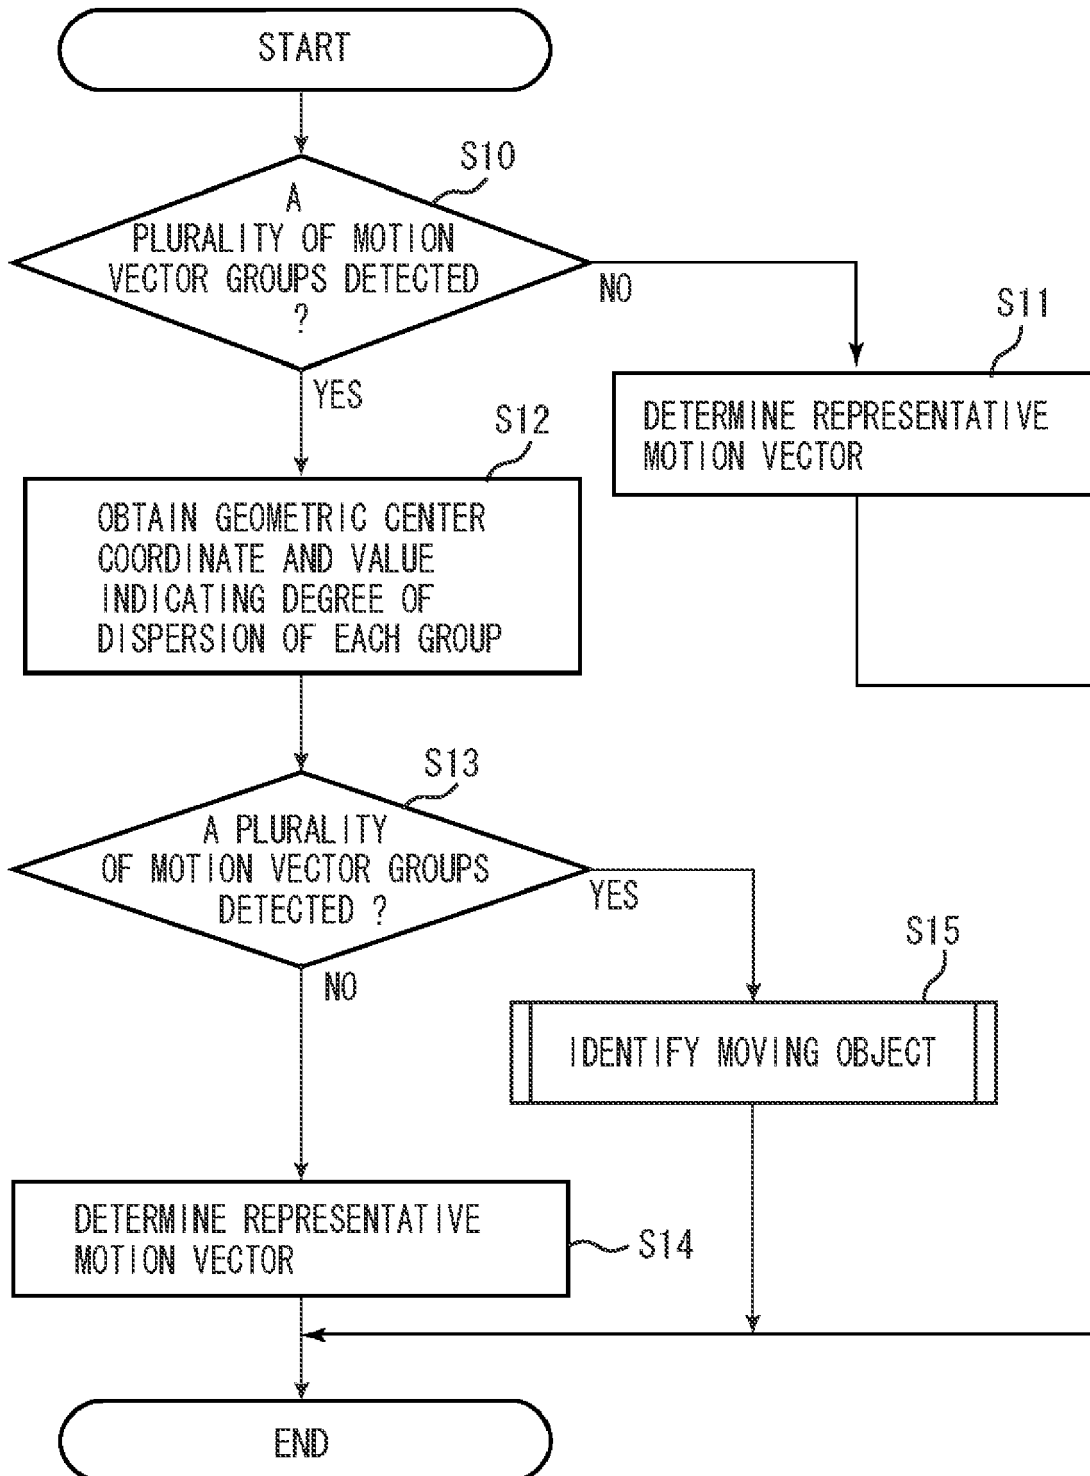 START
S10
A
PLURALITY OF MOTION
VECTOR GROUPS DETECTED
?
NO
YES
S11
DETERMINE REPRESENTATIVE
MOTION VECTOR
S12
OBTAIN GEOMETRIC CENTER
COORDINATE AND VALUE
INDICATING DEGREE OF
DISPERSION OF EACH GROUP
S13
A PLURALITY
OF MOTION VECTOR GROUPS
DETECTED ?
YES
NO
S15
IDENTIFY MOVING OBJECT
DETERMINE REPRESENTATIVE
MOTION VECTOR
S14
END